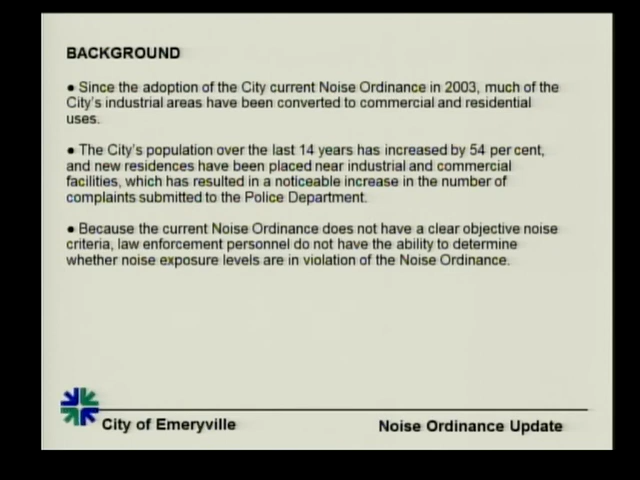 BACKGROUND
● Since the adoption of the City current Noise Ordinance in 2003, much of the
City's industrial areas have been converted to commercial and residential
uses.
● The City's population over the last 14 years has increased by 54 per cent,
and new residences have been placed near industrial and commercial
facilities, which has resulted in a noticeable increase in the number of
complaints submitted to the Police Department.
● Because the current Noise Ordinance does not have a clear objective noise
criteria, law enforcement personnel do not have the ability to determine
whether noise exposure levels are in violation of the Noise Ordinance.
City of Emeryville
Noise Ordinance Update